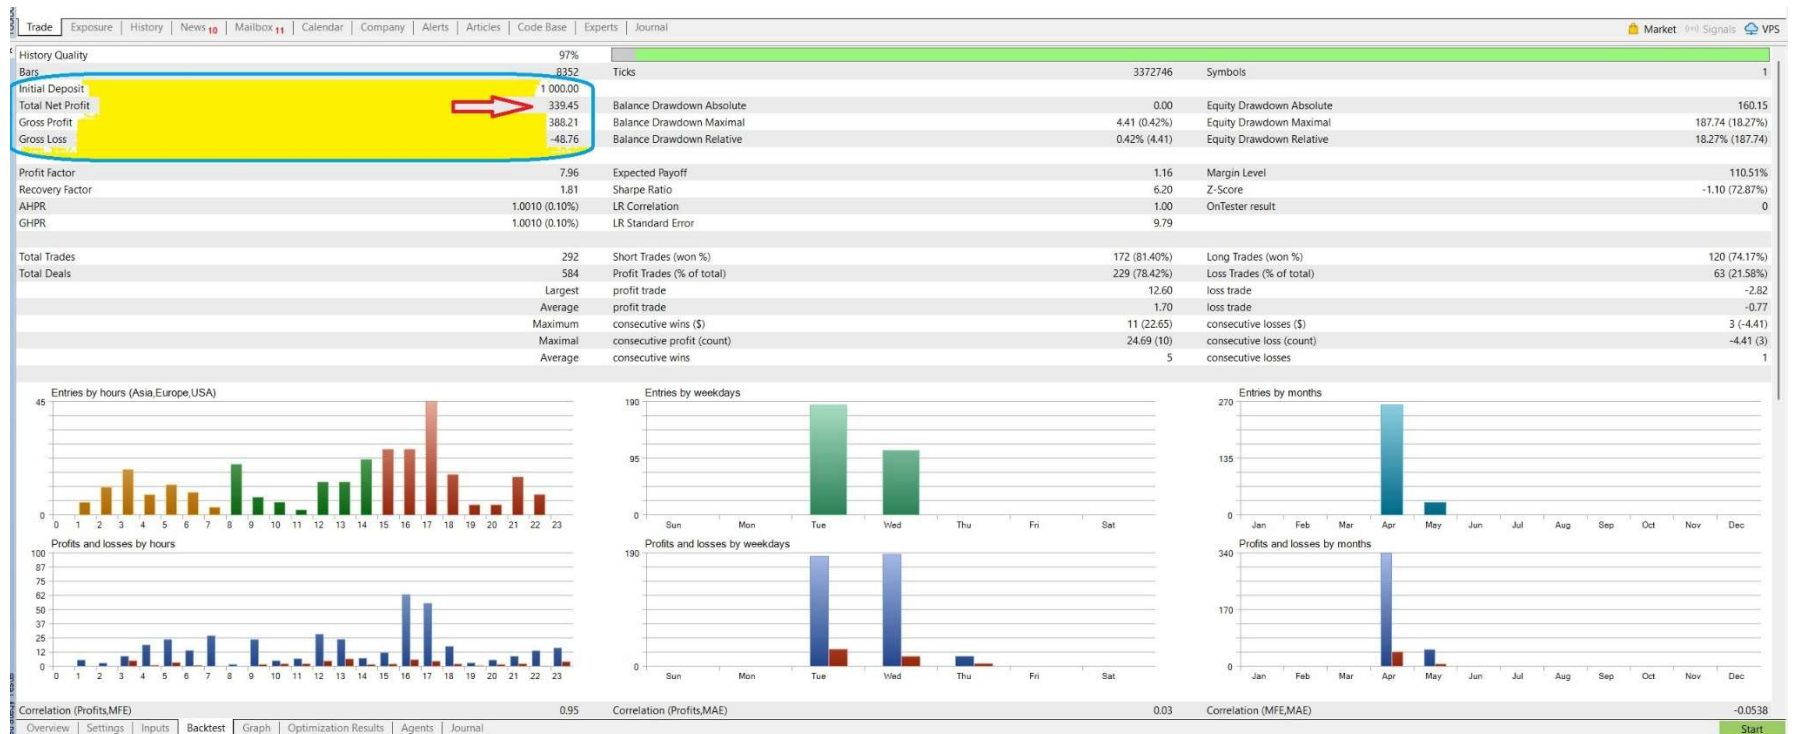 Trade Exposure History News 10 Mailbox 11 Calendar Company Alerts Articles Code Base Experts Journal Market Signals VPS
History Quality 97%
Bars 8352 Ticks 3372746 Symbols 1
Initial Deposit 1 000.00
Total Net Profit 339.45 Balance Drawdown Absolute 0.00 Equity Drawdown Absolute 160.15
Gross Profit 388.21 Balance Drawdown Maximal 4.41 (0.42%) Equity Drawdown Maximal 187.74 (18.27%)
Gross Loss -48.76 Balance Drawdown Relative 0.42% (4.41) Equity Drawdown Relative 18.27% (187.74)
Profit Factor 7.96 Expected Payoff 1.16 Margin Level 110.51%
Recovery Factor 1.81 Sharpe Ratio 6.20 Z-Score -1.10 (72.87%)
AHPR 1.0010 (0.10%) LR Correlation 1.00 OnTester result 0
GHPR 1.0010 (0.10%) LR Standard Error 9.79
Total Trades 292 Short Trades (won %) 172 (81.40%) Long Trades (won %) 120 (74.17%)
Total Deals 584 Profit Trades (% of total) 229 (78.42%) Loss Trades (% of total) 63 (21.58%)
Largest profit trade 12.60 loss trade -2.82
Average profit trade 1.70 loss trade -0.77
Maximum consecutive wins ($) 11 (22.65) consecutive losses ($) 3 (-4.41)
Maximal consecutive profit (count) 24.69 (10) consecutive loss (count) -4.41 (3)
Average consecutive wins 5 consecutive losses 1
Entries by hours (Asia,Europe,USA) Entries by weekdays Entries by months
45 190 270
95 135
0 0 0
0 1 2 3 4 5 6 7 8 9 10 11 12 13 14 15 16 17 18 19 20 21 22 23 Sun Mon Tue Wed Thu Fri Sat Jan Feb Mar Apr May Jun Jul Aug Sep Oct Nov Dec
Profits and losses by hours Profits and losses by weekdays Profits and losses by months
100 190 340
87
75
62
50 170
37
25
12
0 0 0
0 1 2 3 4 5 6 7 8 9 10 11 12 13 14 15 16 17 18 19 20 21 22 23 Sun Mon Tue Wed Thu Fri Sat Jan Feb Mar Apr May Jun Jul Aug Sep Oct Nov Dec
Correlation (Profits,MFE) 0.95 Correlation (Profits,MAE) 0.03 Correlation (MFE,MAE) -0.0538
Overview Settings Inputs Backtest Graph Optimization Results Agents Journal Start